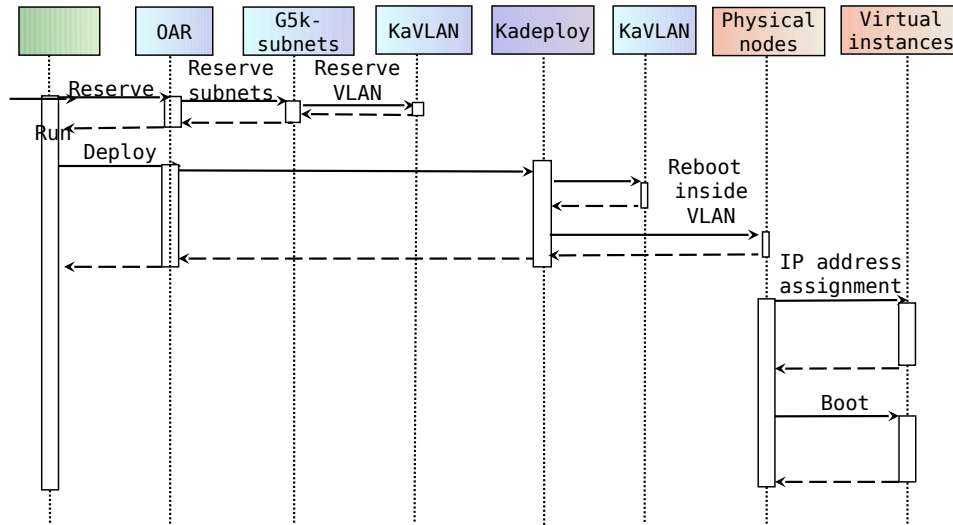 OAR
G5k-
subnets
KaVLAN
Kadeploy
KaVLAN
Physical
nodes
Virtual
instances
Reserve
Reserve
subnets
Reserve
VLAN
Run
Deploy
Reboot
inside
VLAN
IP address
assignment
Boot